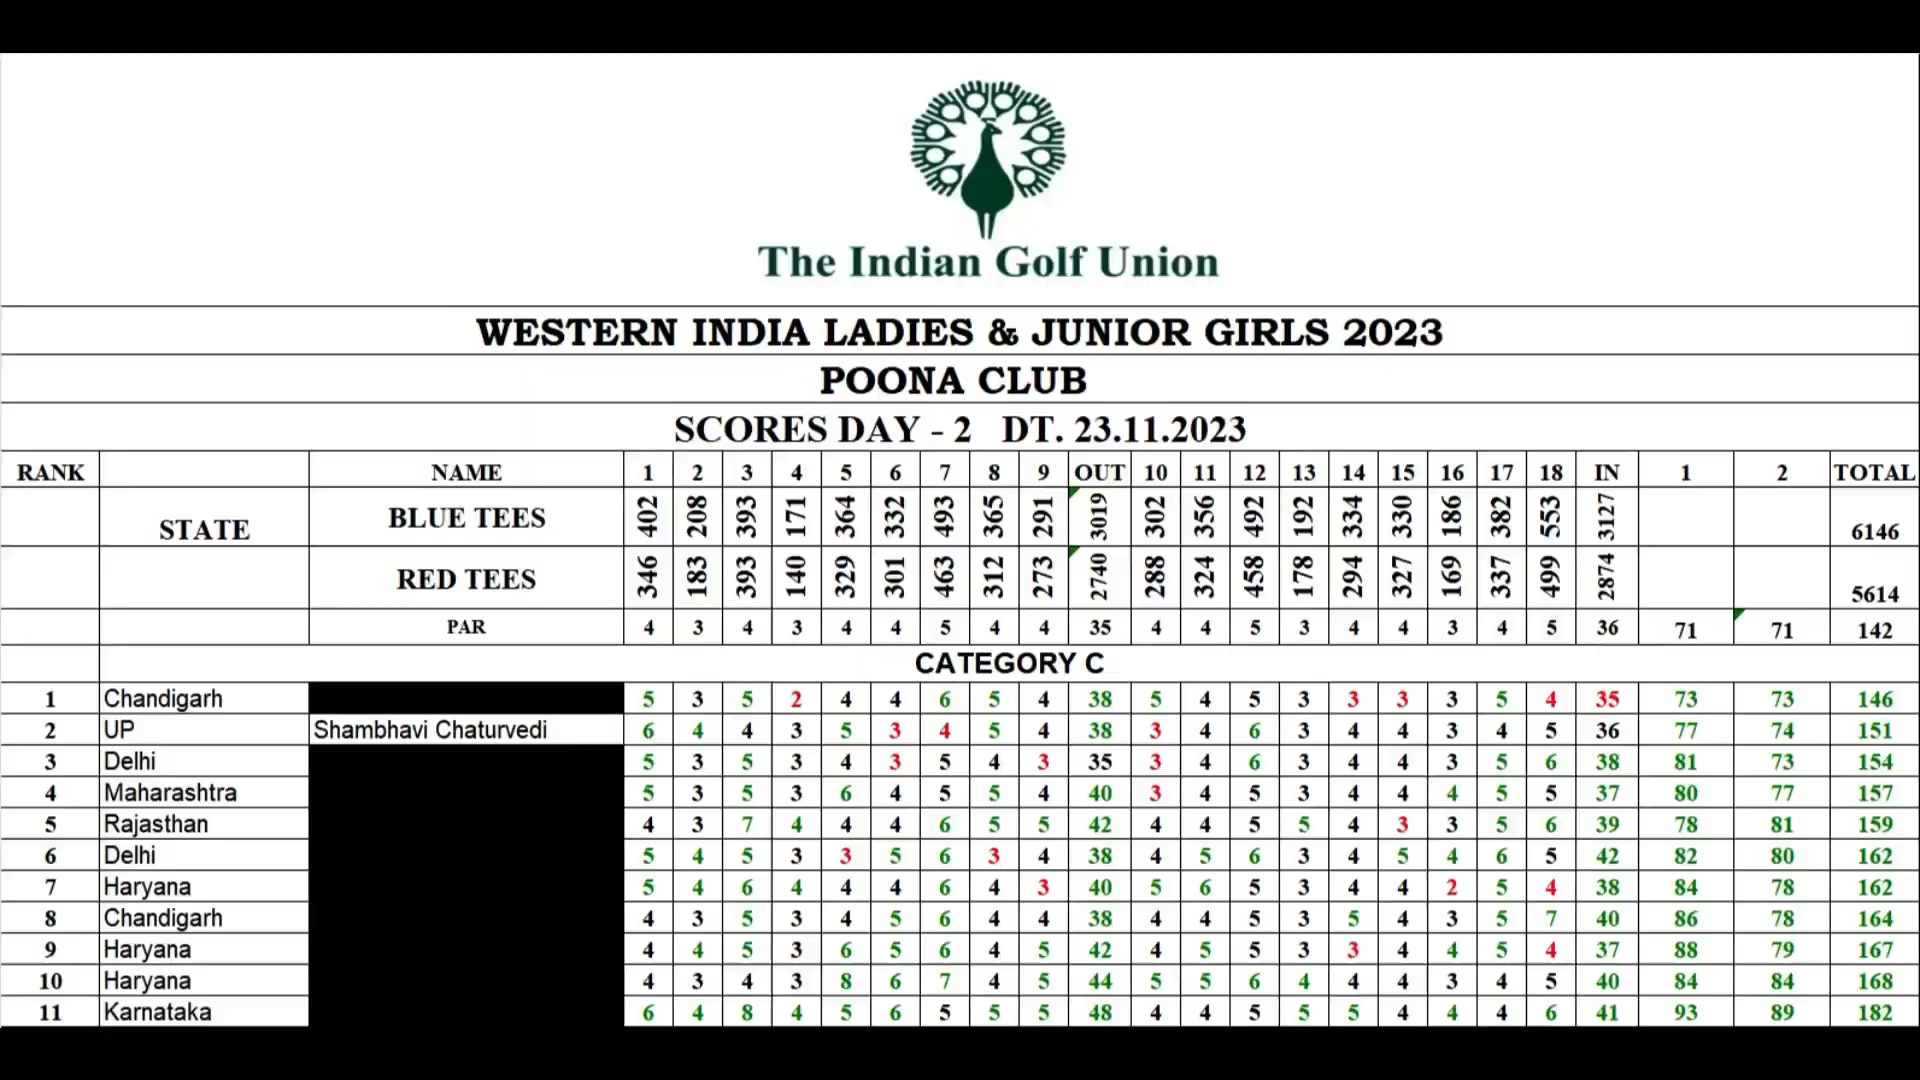 The Indian Golf Union
WESTERN INDIA LADIES & JUNIOR GIRLS 2023
POONA CLUB
SCORES DAY - 2 DT. 23.11.2023
RANK NAME 1 2 3 4 5 6 7 8 9 OUT 10 11 12 13 14 15 16 17 18 IN 1 2 TOTAL
STATE BLUE TEES 402 208 393 171 364 332 493 365 291 3019 302 356 492 192 334 330 186 382 553 3127 6146
RED TEES 346 183 393 140 329 301 463 312 273 2740 288 324 458 178 294 327 169 337 499 2874 5614
PAR 4 3 4 3 4 4 5 4 4 35 4 4 5 3 4 4 3 4 5 36 71 71 142
CATEGORY C
1 Chandigarh 5 3 5 2 4 4 6 5 4 38 5 4 5 3 3 3 3 5 4 35 73 73 146
2 UP Shambhavi Chaturvedi 6 4 4 3 5 3 4 5 4 38 3 4 6 3 4 4 3 4 5 36 77 74 151
3 Delhi 5 3 5 3 4 3 5 4 3 35 3 4 6 3 4 4 3 5 6 38 81 73 154
4 Maharashtra 5 3 5 3 6 4 5 5 4 40 3 4 5 3 4 4 4 5 5 37 80 77 157
5 Rajasthan 4 3 7 4 4 4 6 5 5 42 4 4 5 5 4 3 3 5 6 39 78 81 159
6 Delhi 5 4 5 3 3 5 6 3 4 38 4 5 6 3 4 5 4 6 5 42 82 80 162
7 Haryana 5 4 6 4 4 4 6 4 3 40 5 6 5 3 4 4 2 5 4 38 84 78 162
8 Chandigarh 4 3 5 3 4 5 6 4 4 38 4 4 5 3 5 4 3 5 7 40 86 78 164
9 Haryana 4 4 5 3 6 5 6 4 5 42 4 5 5 3 3 4 4 5 4 37 88 79 167
10 Haryana 4 3 4 3 8 6 7 4 5 44 5 5 6 4 4 4 3 4 5 40 84 84 168
11 Karnataka 6 4 8 4 5 6 5 5 5 48 4 4 5 5 5 4 4 4 6 41 93 89 182